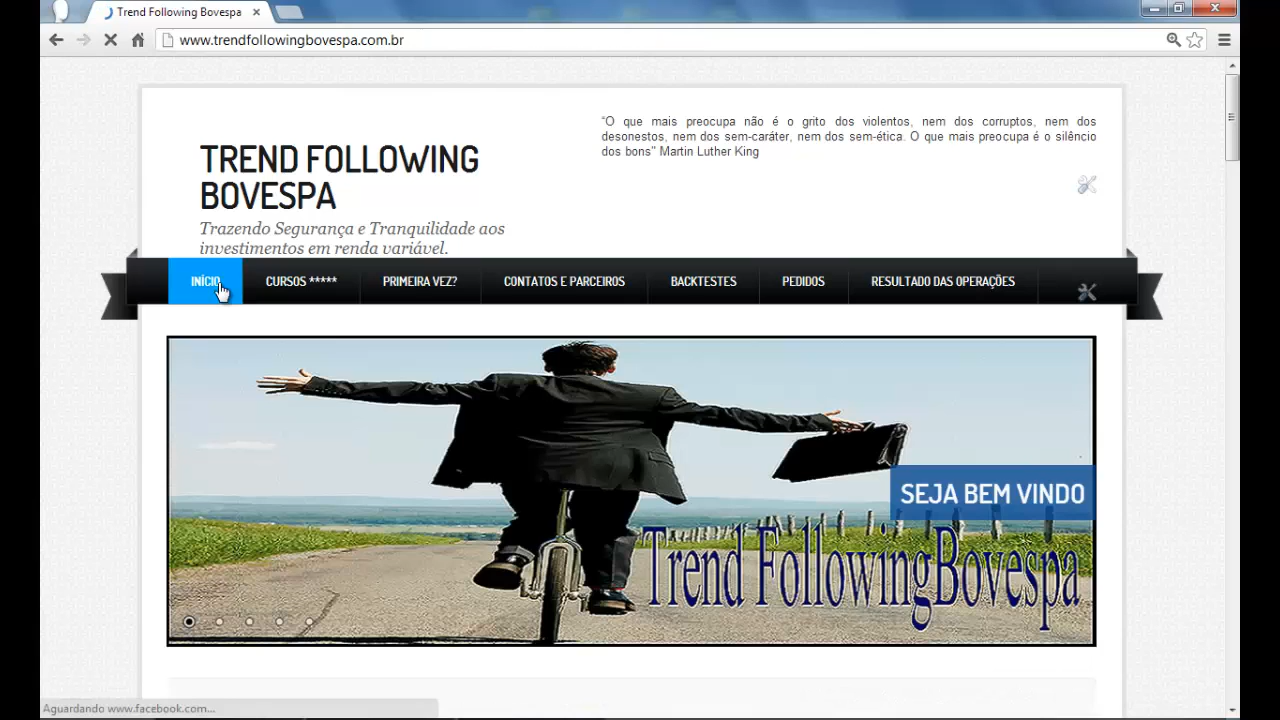 Trend Following Bovespa
www.trendfollowingbovespa.com.br
"O que mais preocupa não é o grito dos violentos, nem dos corruptos, nem dos
desonestos, nem dos sem-caráter, nem dos sem-ética. O que mais preocupa é o silêncio
dos bons" Martin Luther King
TREND FOLLOWING
BOVESPA
Trazendo Segurança e Tranquilidade aos
investimentos em renda variável.
INÍCIO CURSOS ***** PRIMEIRA VEZ? CONTATOS E PARCEIROS BACKTESTES PEDIDOS RESULTADO DAS OPERAÇÕES
SEJA BEM VINDO
Trend FollowingBovespa
Aguardando www.facebook.com...